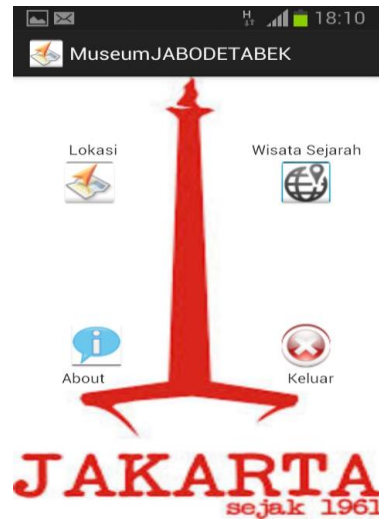 H 18:10
MuseumJABODETABEK
Lokasi Wisata Sejarah
About Keluar
JAKARTA
sejak 1961